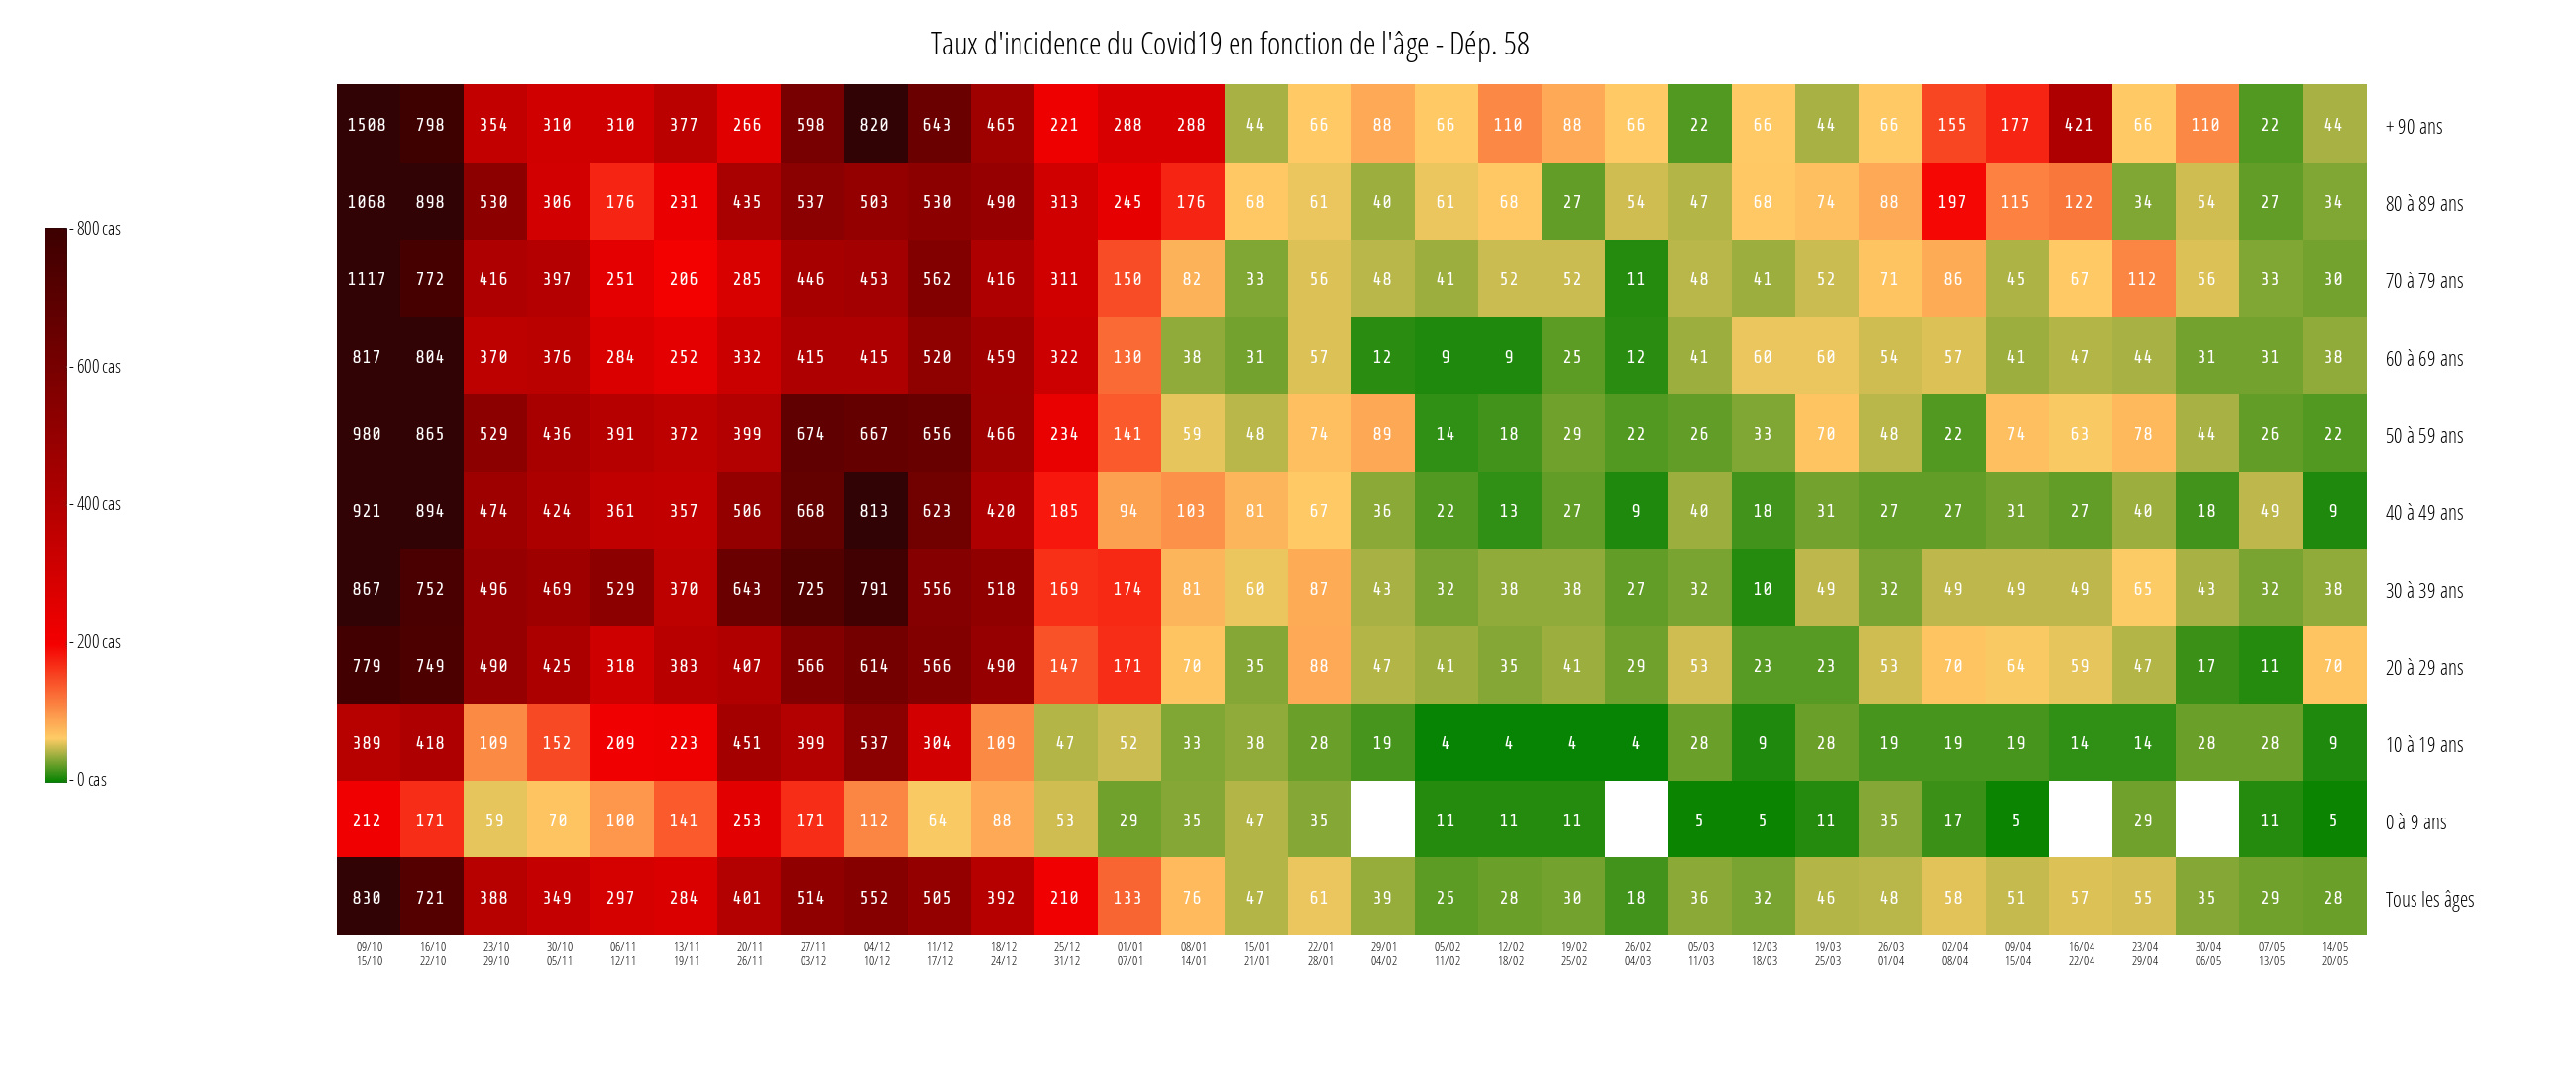 Taux d'incidence du Covid19 en fonction de l'âge - Dép. 58
1508 798 354 310 310 377 266 598 820 643 465 221 288 288 44 66 88 66 110 88 66 22 66 44 66 155 177 421 66 110 22 44 + 90 ans
1068 898 530 306 176 231 435 537 503 530 490 313 245 176 68 61 40 61 68 27 54 47 68 74 88 197 115 122 34 54 27 34 80 à 89 ans
- 800 cas
1117 772 416 397 251 206 285 446 453 562 416 311 150 82 33 56 48 41 52 52 11 48 41 52 71 86 45 67 112 56 33 30 70 à 79 ans
817 804 370 376 284 252 332 415 415 520 459 322 130 38 31 57 12 9 9 25 12 41 60 60 54 57 41 47 44 31 31 38 60 à 69 ans
- 600 cas
980 865 529 436 391 372 399 674 667 656 466 234 141 59 48 74 89 14 18 29 22 26 33 70 48 22 74 63 78 44 26 22 50 à 59 ans
- 400 cas
921 894 474 424 361 357 506 668 813 623 420 185 94 103 81 67 36 22 13 27 9 40 18 31 27 27 31 27 40 18 49 9 40 à 49 ans
867 752 496 469 529 370 643 725 791 556 518 169 174 81 60 87 43 32 38 38 27 32 10 49 32 49 49 49 65 43 32 38 30 à 39 ans
- 200 cas
779 749 490 425 318 383 407 566 614 566 490 147 171 70 35 88 47 41 35 41 29 53 23 23 53 70 64 59 47 17 11 70 20 à 29 ans
389 418 109 152 209 223 451 399 537 304 109 47 52 33 38 28 19 4 4 4 4 28 9 28 19 19 19 14 14 28 28 9 10 à 19 ans
- 0 cas
212 171 59 70 100 141 253 171 112 64 88 53 29 35 47 35 11 11 11 5 5 11 35 17 5 29 11 5 0 à 9 ans
830 721 388 349 297 284 401 514 552 505 392 210 133 76 47 61 39 25 28 30 18 36 32 46 48 58 51 57 55 35 29 28 Tous les âges
09/10 16/10 23/10 30/10 06/11 13/11 20/11 27/11 04/12 11/12 18/12 25/12 01/01 08/01 15/01 22/01 29/01 05/02 12/02 19/02 26/02 05/03 12/03 19/03 26/03 02/04 09/04 16/04 23/04 30/04 07/05 14/05
15/10 22/10 29/10 05/11 12/11 19/11 26/11 03/12 10/12 17/12 24/12 31/12 07/01 14/01 21/01 28/01 04/02 11/02 18/02 25/02 04/03 11/03 18/03 25/03 01/04 08/04 15/04 22/04 29/04 06/05 13/05 20/05